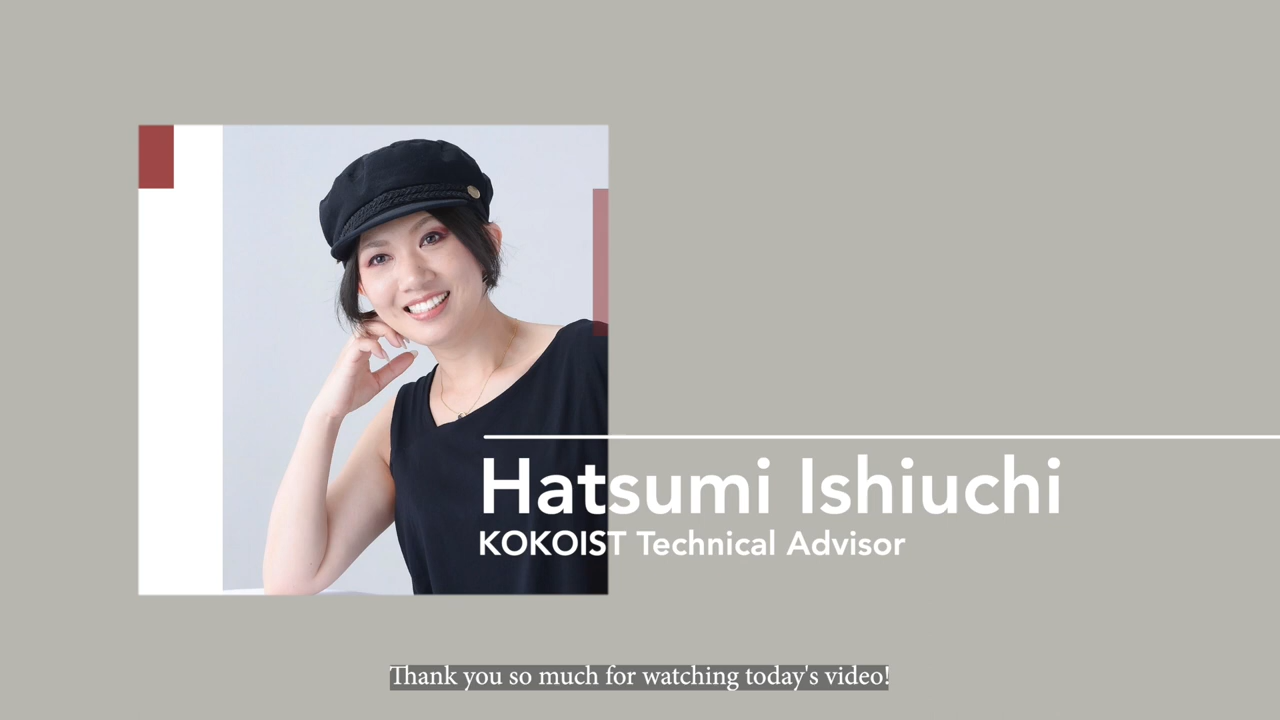 Hatsumi Ishiuchi
KOKOIST Technical Advisor
Thank you so much for watching today's video!